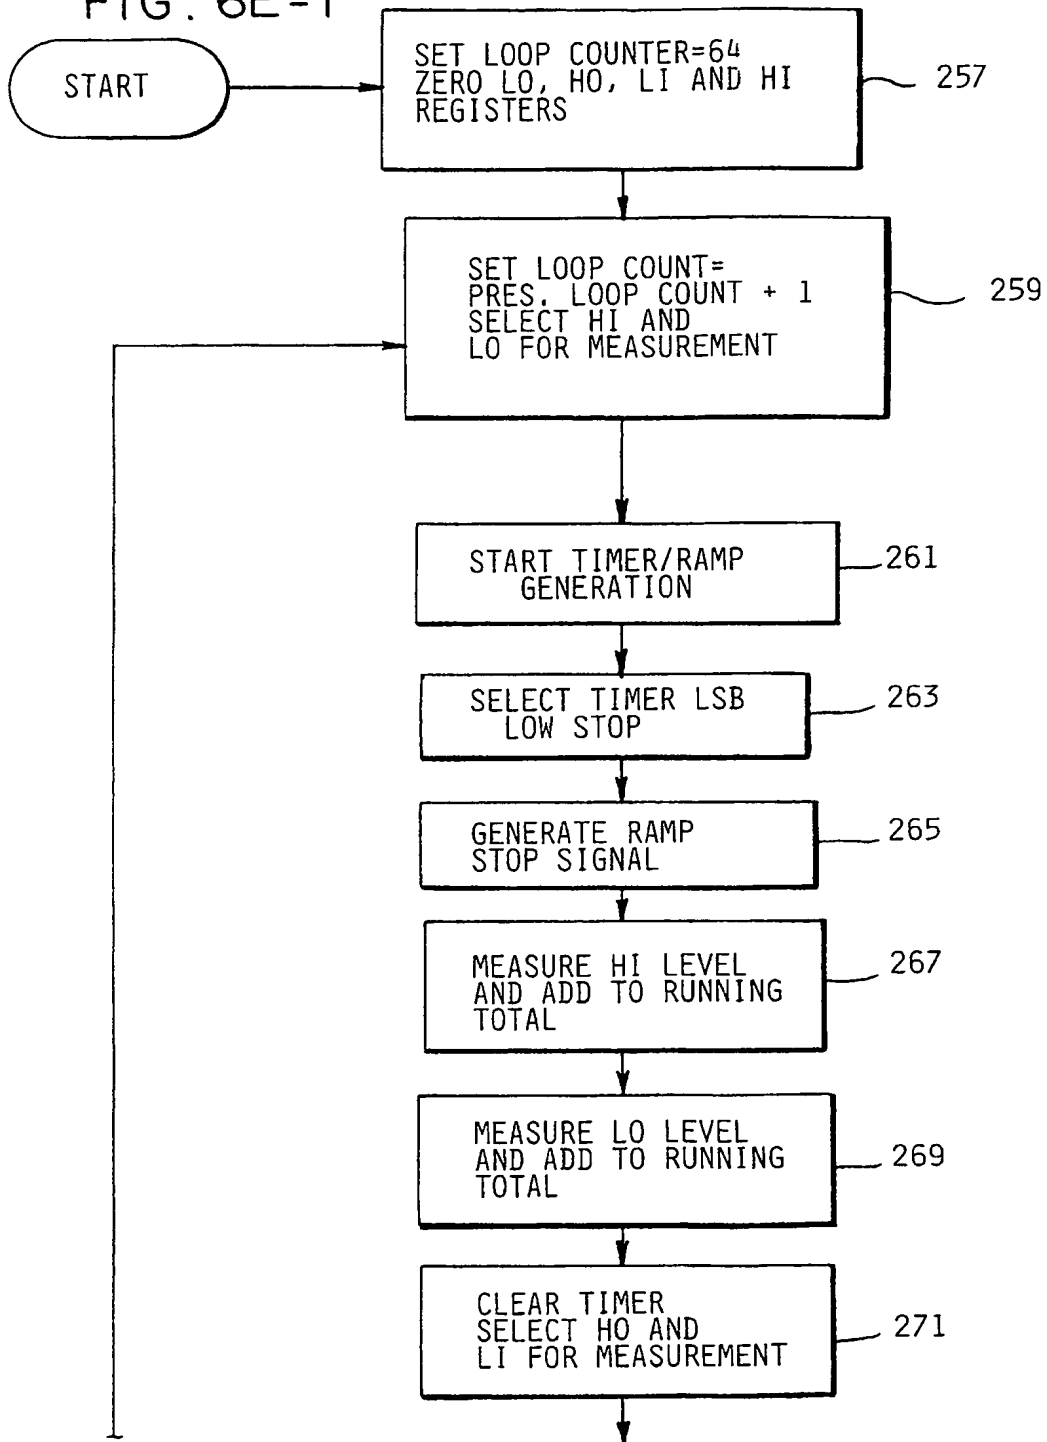 FIG. 6E-1
START
SET LOOP COUNTER=64
ZERO LO, HO, LI AND HI
REGISTERS
257
SET LOOP COUNT=
PRES. LOOP COUNT + 1
SELECT HI AND
LO FOR MEASUREMENT
259
START TIMER/RAMP
GENERATION
261
SELECT TIMER LSB
LOW STOP
263
GENERATE RAMP
STOP SIGNAL
265
MEASURE HI LEVEL
AND ADD TO RUNNING
TOTAL
267
MEASURE LO LEVEL
AND ADD TO RUNNING
TOTAL
269
CLEAR TIMER
SELECT HO AND
LI FOR MEASUREMENT
271